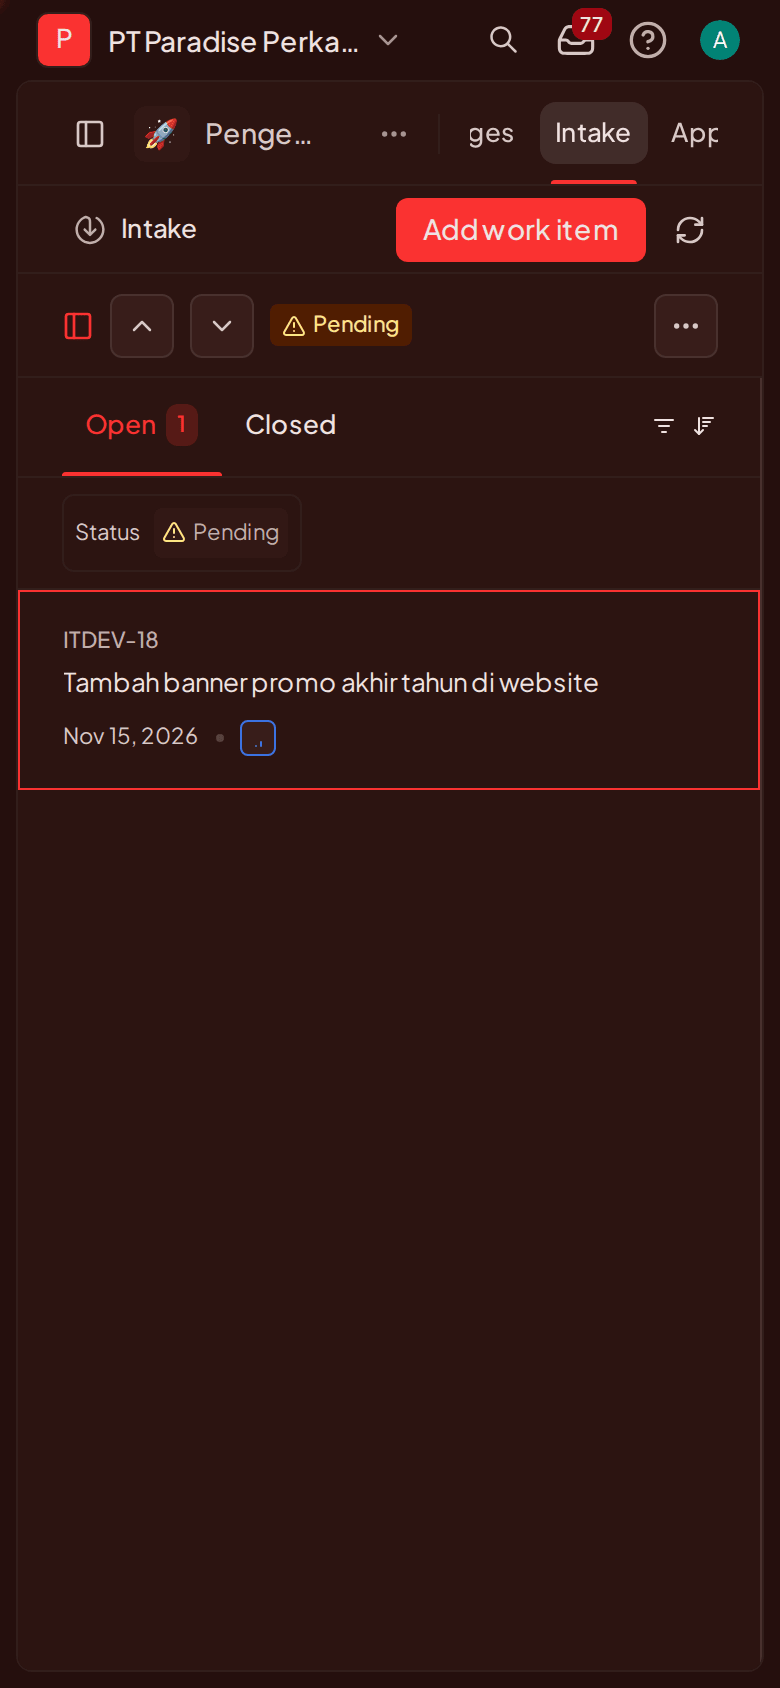 P PT Paradise Perka... 77 A
Penge... ges Intake App
Intake Add work item
Pending
Open 1 Closed
Status Pending
ITDEV-18
Tambah banner promo akhir tahun di website
Nov 15, 2026